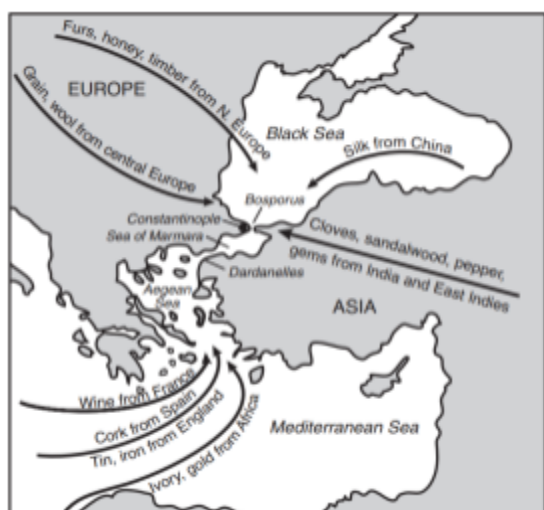 Furs, honey, timber from N. Europe
EUROPE
Grain, wool from central Europe
Black Sea
Silk from China
Bosporus
Constantinople
Sea of Marmara
Cloves, sandalwood, pepper,
gems from India and East Indies
Dardanelles
Aegean
Sea
ASIA
Wine from France
Cork from Spain
Tin, iron from England
Ivory, gold from Africa
Mediterranean Sea